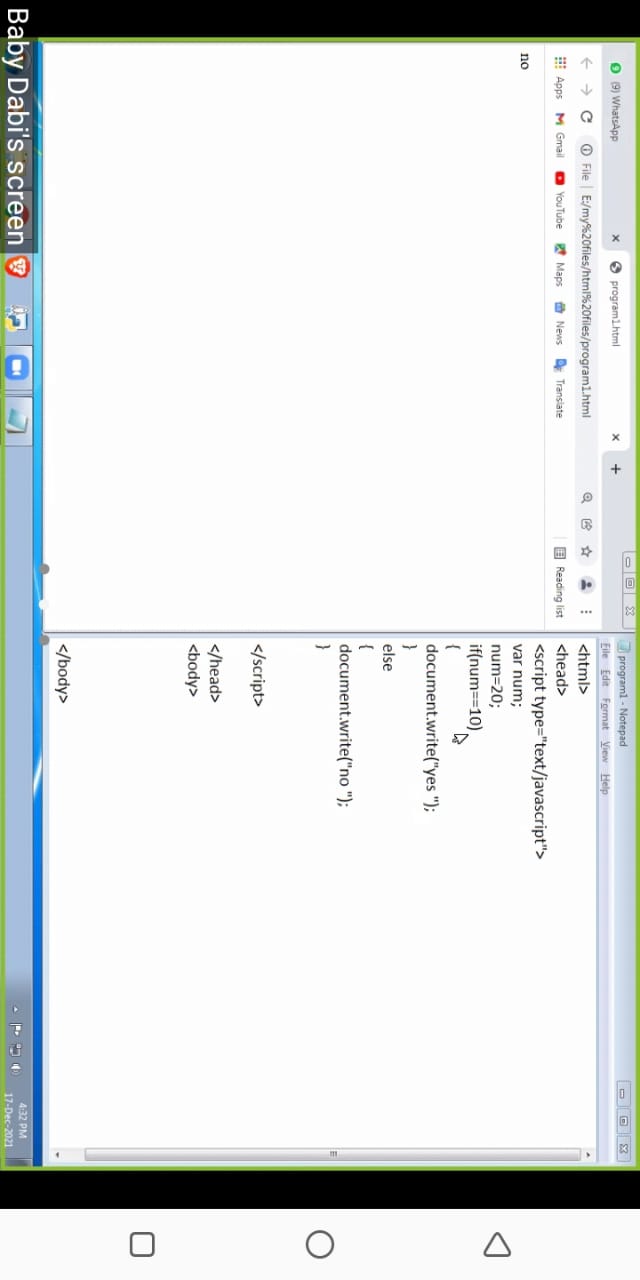 (9) WhatsApp
program1.html
File
E:/my%20files/html%20files/program1.html
Apps
Gmail
YouTube
Maps
News
Translate
Reading list
no
program1 - Notepad
File Edit Format View Help
<html>
<head>
<script type="text/javascript">
var num;
num=20;
if(num==10)
{
document.write("yes ");
}
else
{
document.write("no ");
}
</script>
</head>
<body>
</body>
Baby Dabi's screen
4:32 PM
17-Dec-2021